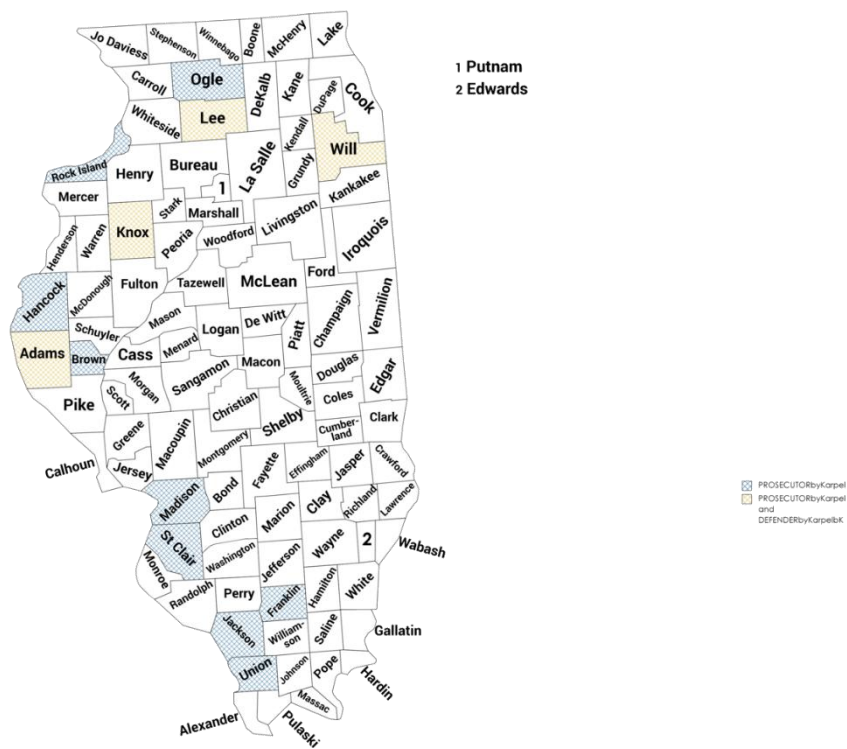 Jo Daviess
Stephenson
Winnebago
Boone
McHenry
Lake
Carroll
Ogle
DeKalb
Kane
DuPage
Cook
1 Putnam
2 Edwards
Whiteside
Lee
Kendall
Will
Rock Island
Henry
Bureau
1
La Salle
Grundy
Kankakee
Mercer
Stark
Marshall
Henderson
Warren
Knox
Peoria
Woodford
Livingston
Iroquois
Hancock
McDonough
Fulton
Tazewell
McLean
Ford
Schuyler
Mason
Logan
De Witt
Piatt
Champaign
Vermilion
Adams
Brown
Cass
Menard
Macon
Douglas
Edgar
Pike
Scott
Morgan
Sangamon
Christian
Moultrie
Coles
Shelby
Cumber-
land
Clark
Calhoun
Greene
Jersey
Macoupin
Montgomery
Fayette
Effingham
Jasper
Crawford
Madison
Bond
Clay
Richland
Lawrence
PROSECUTORbyKarpel
PROSECUTORbyKarpel
and
DEFENDERbyKarpelbK
St Clair
Clinton
Marion
Wayne
2
Wabash
Monroe
Washington
Jefferson
Randolph
Perry
Franklin
Hamilton
White
Jackson
William-
son
Saline
Gallatin
Union
Johnson
Pope
Hardin
Alexander
Pulaski
Massac